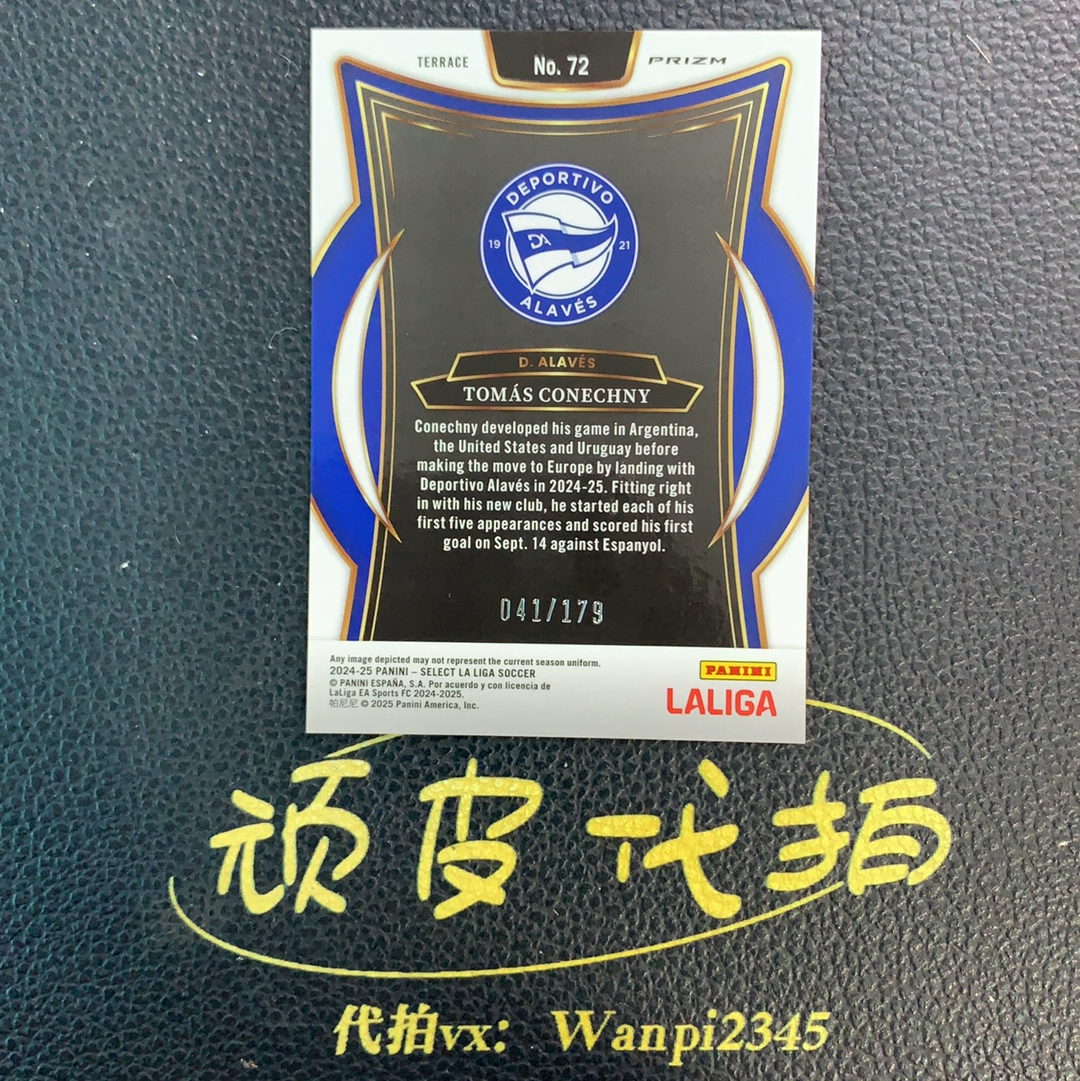 TERRACE
No. 72
PRIZM
DEPORTIVO
19 DA 21
ALAVÉS
D. ALAVÉS
TOMÁS CONECHNY
Conechny developed his game in Argentina,
the United States and Uruguay before
making the move to Europe by landing with
Deportivo Alavés in 2024-25. Fitting right
in with his new club, he started each of his
first five appearances and scored his first
goal on Sept. 14 against Espanyol.
041/179
Any image depicted may not represent the current season uniform.
2024-25 PANINI – SELECT LA LIGA SOCCER
© PANINI ESPAÑA, S.A. Por acuerdo y con licencia de
LaLiga EA Sports FC 2024-2025.
帕尼尼 © 2025 Panini America, Inc.
PANINI
LALIGA
顽皮代拍
代拍vx: Wanpi2345